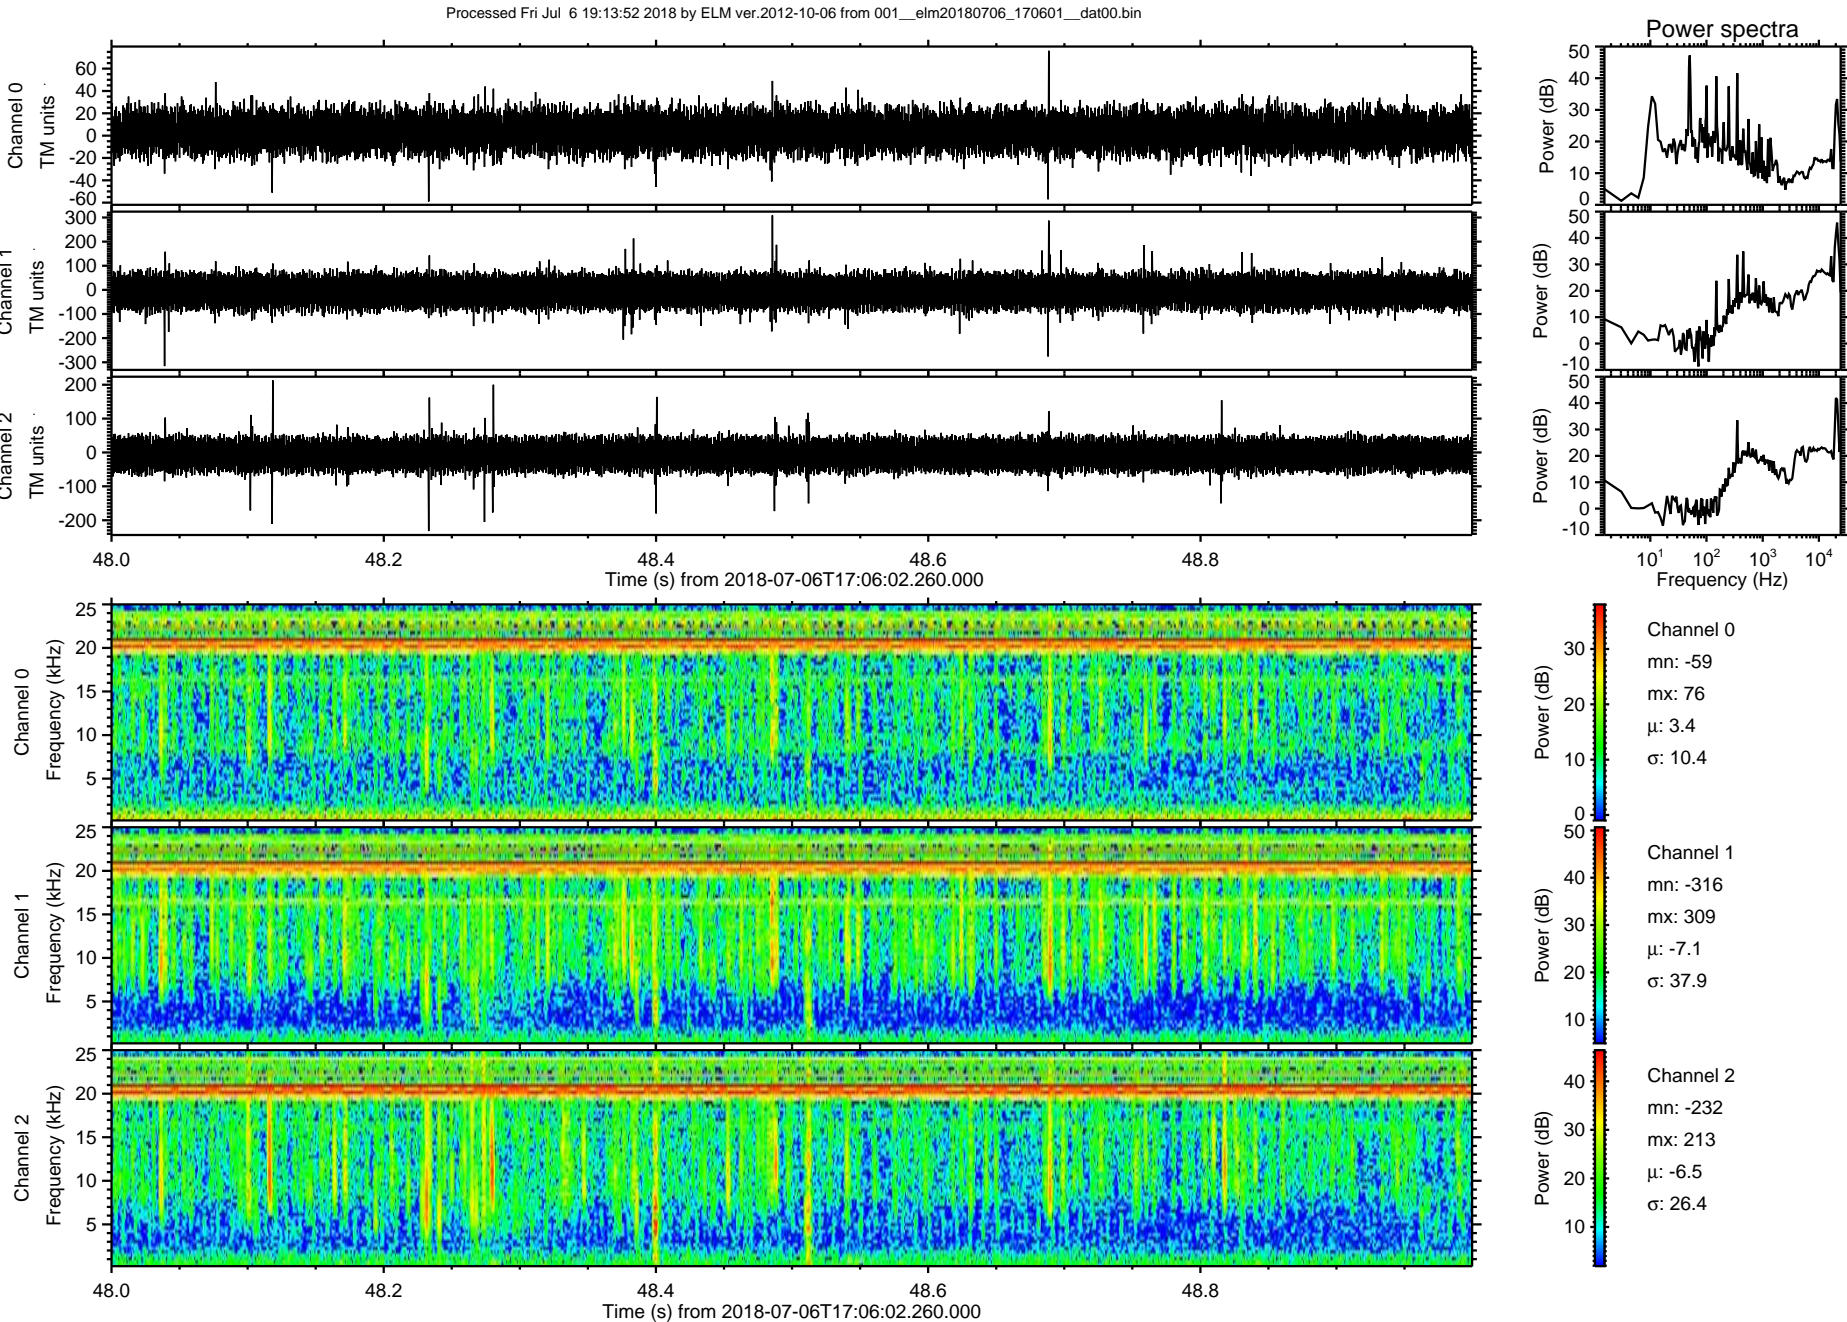 Processed Fri Jul 6 19:13:52 2018 by ELM ver.2012-10-06 from 001__elm20180706_170601__dat00.bin
Power spectra
Channel 0
TM units
60
40
20
0
-20
-40
-60
Power (dB)
50
40
30
20
10
0
Channel 1
TM units
300
200
100
0
-100
-200
-300
Power (dB)
50
40
30
20
10
0
-10
Channel 2
TM units
200
100
0
-100
-200
Power (dB)
50
40
30
20
10
0
-10
48.0 48.2 48.4 48.6 48.8
Time (s) from 2018-07-06T17:06:02.260.000
10^1 10^2 10^3 10^4
Frequency (Hz)
Channel 0
Frequency (kHz)
25
20
15
10
5
Power (dB)
30
20
10
0
Channel 0
mn: -59
mx: 76
μ: 3.4
σ: 10.4
Channel 1
Frequency (kHz)
25
20
15
10
5
Power (dB)
50
40
30
20
10
Channel 1
mn: -316
mx: 309
μ: -7.1
σ: 37.9
Channel 2
Frequency (kHz)
25
20
15
10
5
Power (dB)
40
30
20
10
Channel 2
mn: -232
mx: 213
μ: -6.5
σ: 26.4
48.0 48.2 48.4 48.6 48.8
Time (s) from 2018-07-06T17:06:02.260.000